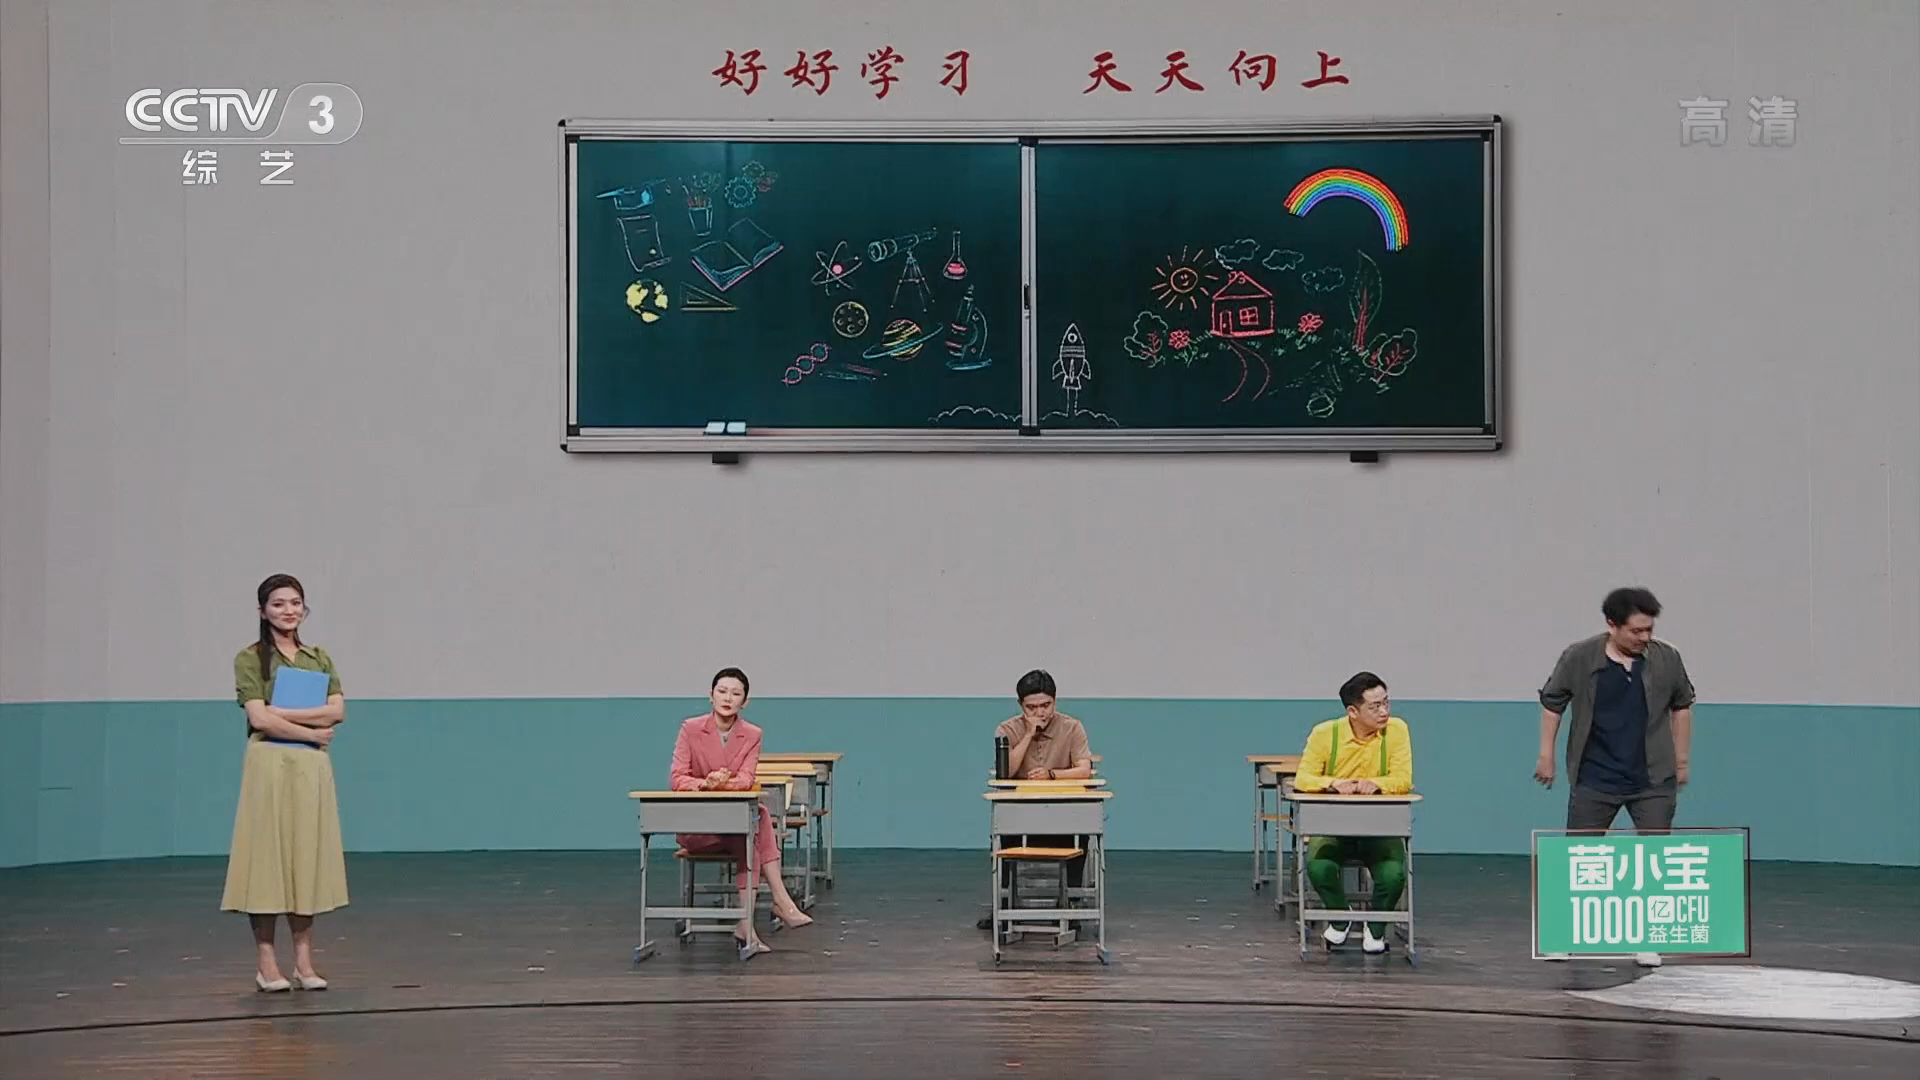 好好学习 天天向上
CCTV 3
综艺
高清
菌小宝
1000亿CFU
益生菌